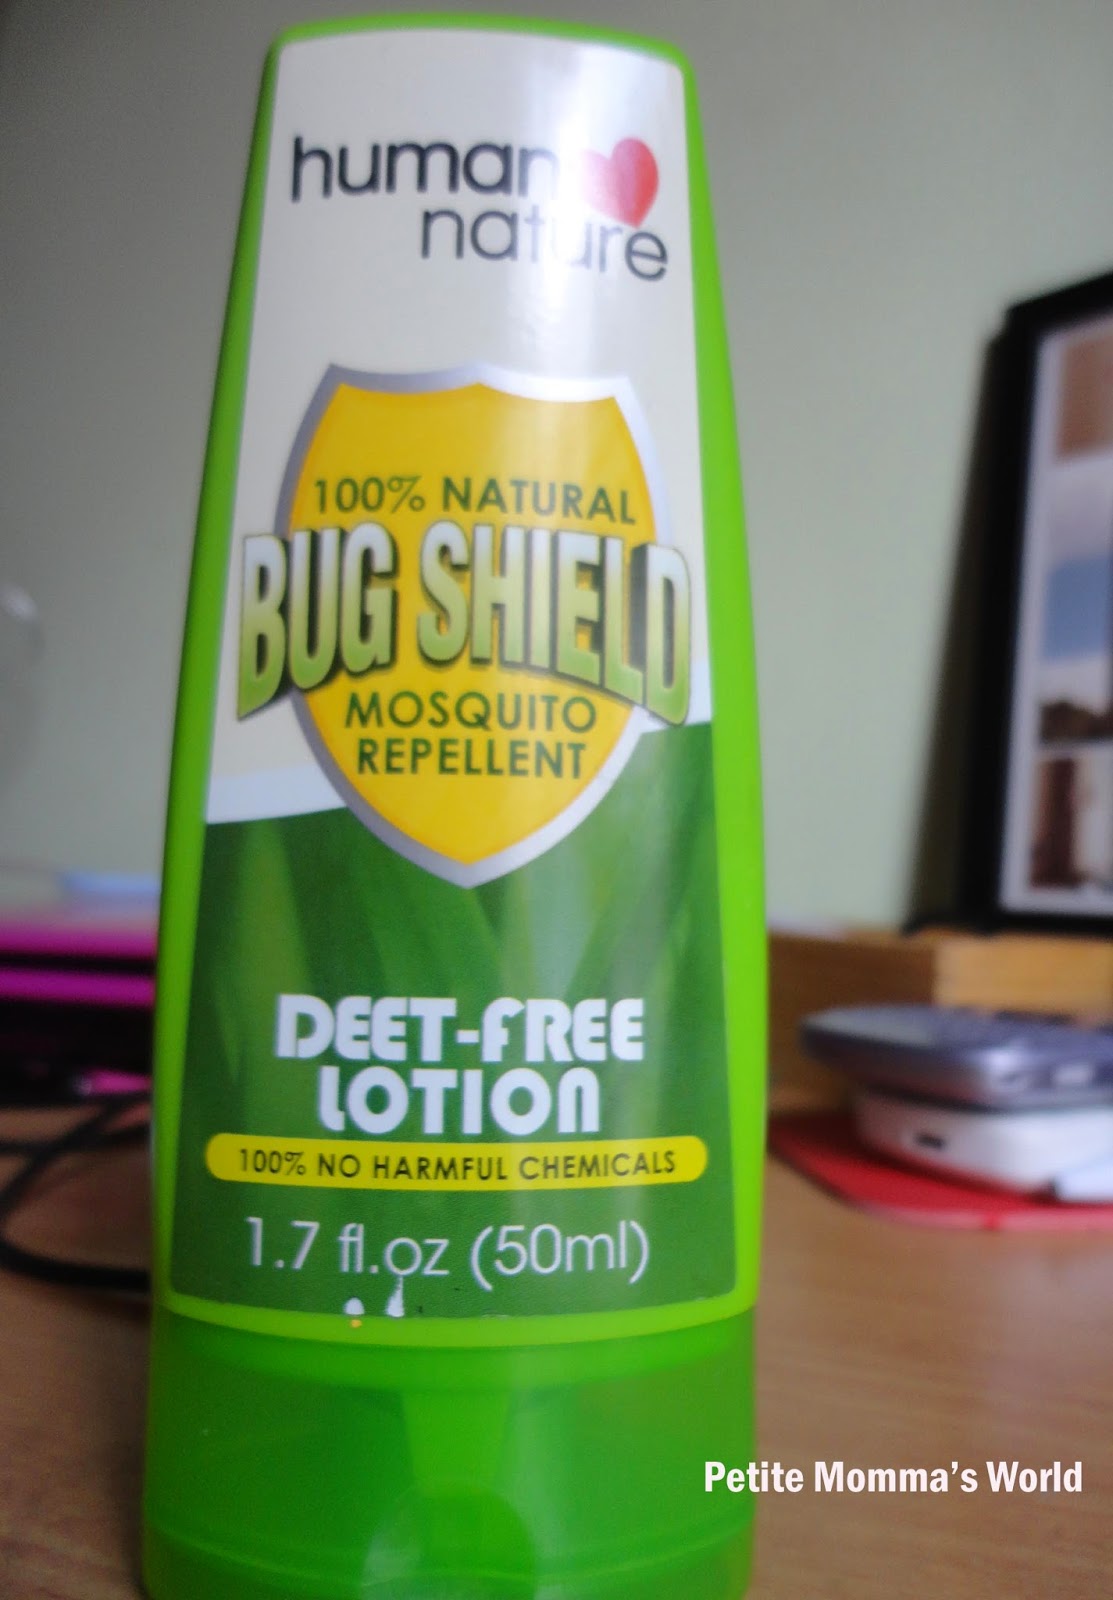 human
nature
100% NATURAL
BUG SHIELD
MOSQUITO
REPELLENT
DEET-FREE
LOTION
100% NO HARMFUL CHEMICALS
1.7 fl.oz (50ml)
Petite Momma's World